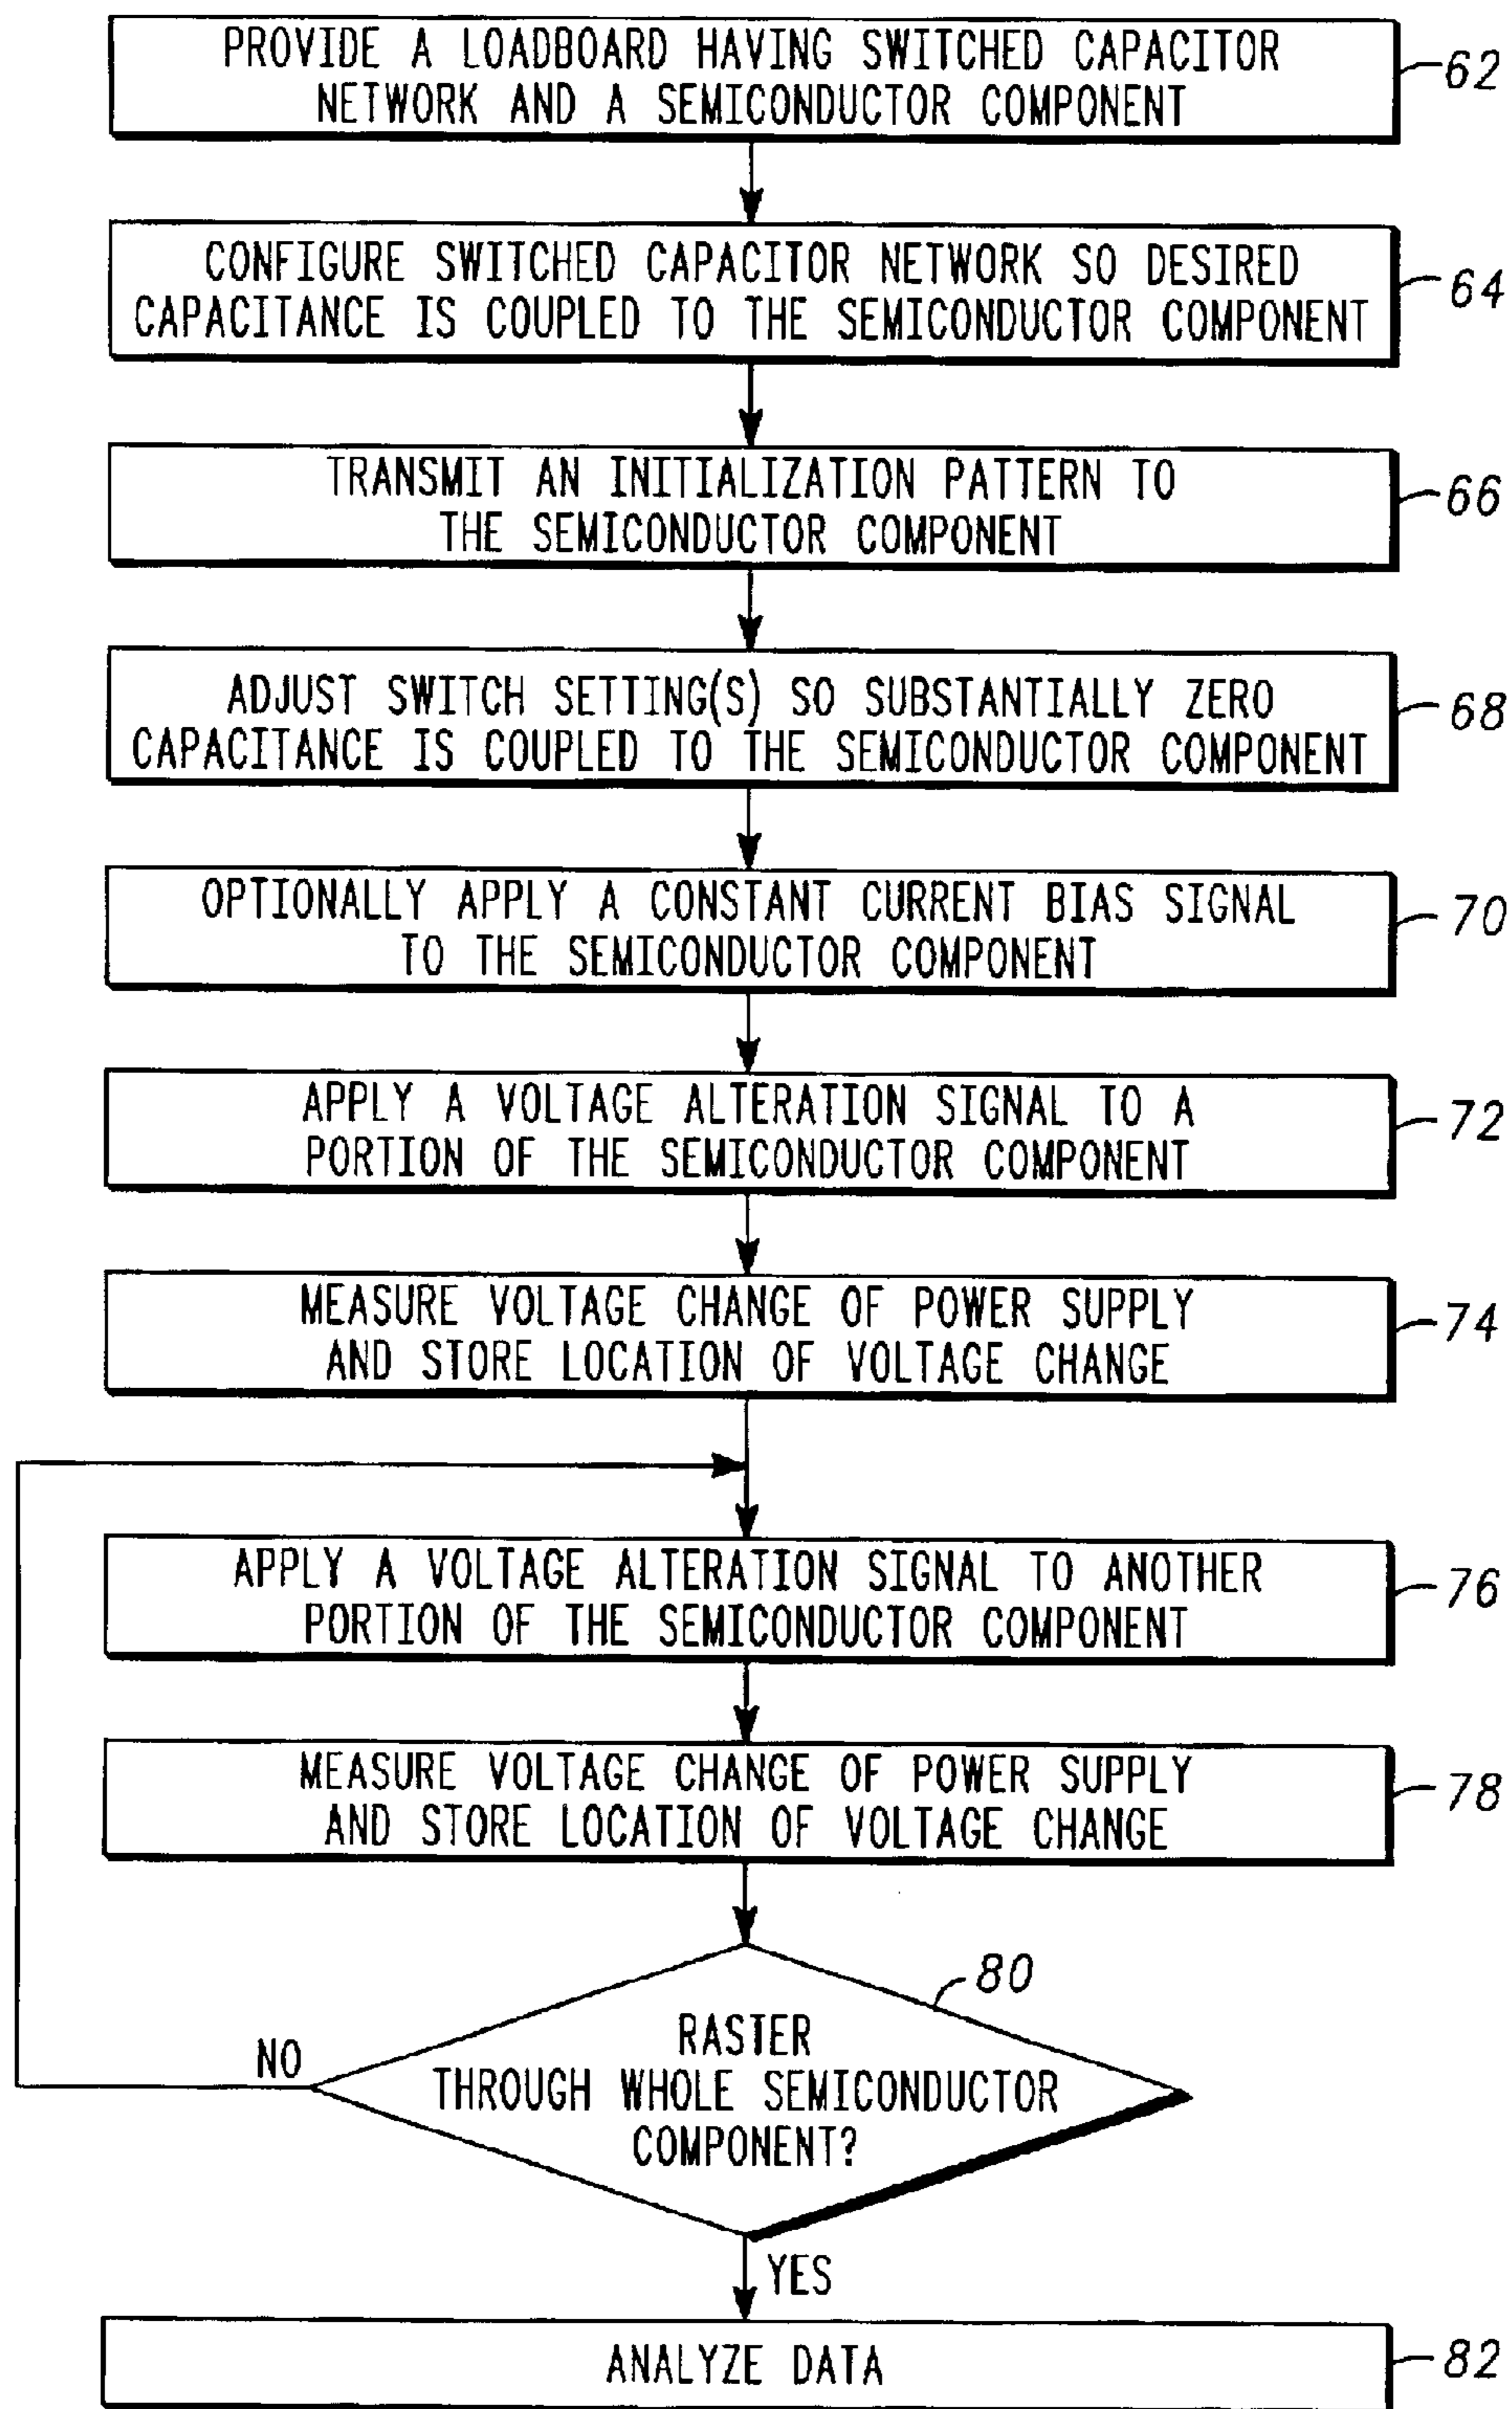 PROVIDE A LOADBOARD HAVING SWITCHED CAPACITOR
NETWORK AND A SEMICONDUCTOR COMPONENT
62
CONFIGURE SWITCHED CAPACITOR NETWORK SO DESIRED
CAPACITANCE IS COUPLED TO THE SEMICONDUCTOR COMPONENT
64
TRANSMIT AN INITIALIZATION PATTERN TO
THE SEMICONDUCTOR COMPONENT
66
ADJUST SWITCH SETTING(S) SO SUBSTANTIALLY ZERO
CAPACITANCE IS COUPLED TO THE SEMICONDUCTOR COMPONENT
68
OPTIONALLY APPLY A CONSTANT CURRENT BIAS SIGNAL
TO THE SEMICONDUCTOR COMPONENT
70
APPLY A VOLTAGE ALTERATION SIGNAL TO A
PORTION OF THE SEMICONDUCTOR COMPONENT
72
MEASURE VOLTAGE CHANGE OF POWER SUPPLY
AND STORE LOCATION OF VOLTAGE CHANGE
74
APPLY A VOLTAGE ALTERATION SIGNAL TO ANOTHER
PORTION OF THE SEMICONDUCTOR COMPONENT
76
MEASURE VOLTAGE CHANGE OF POWER SUPPLY
AND STORE LOCATION OF VOLTAGE CHANGE
78
80
RASTER
THROUGH WHOLE SEMICONDUCTOR
COMPONENT?
NO
YES
ANALYZE DATA
82